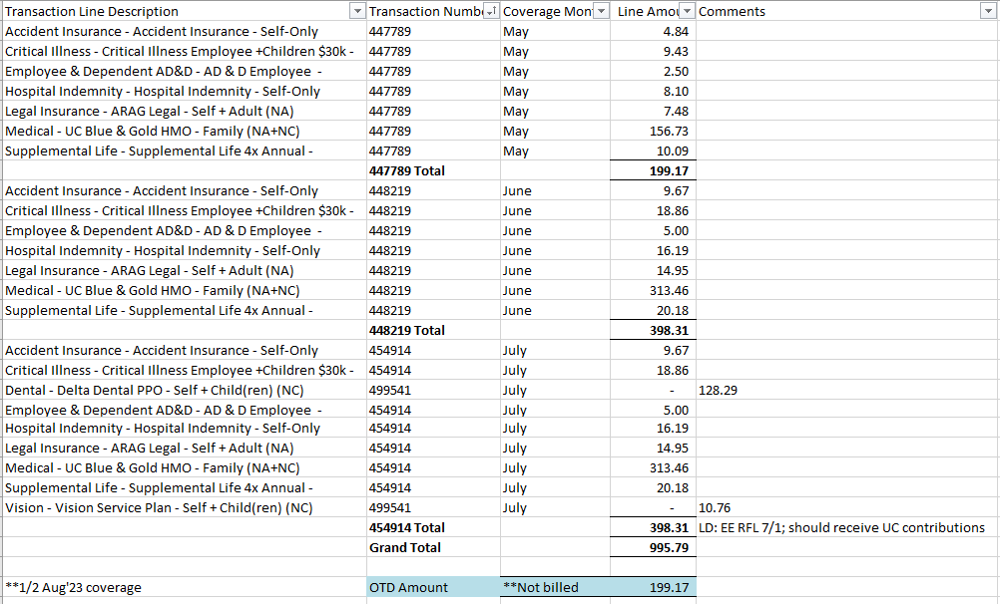 Transaction Line Description Transaction Numbe Coverage Mon Line Amou Comments
Accident Insurance - Accident Insurance - Self-Only 447789 May 4.84
Critical Illness - Critical Illness Employee +Children $30k - 447789 May 9.43
Employee & Dependent AD&D - AD & D Employee - 447789 May 2.50
Hospital Indemnity - Hospital Indemnity - Self-Only 447789 May 8.10
Legal Insurance - ARAG Legal - Self + Adult (NA) 447789 May 7.48
Medical - UC Blue & Gold HMO - Family (NA+NC) 447789 May 156.73
Supplemental Life - Supplemental Life 4x Annual - 447789 May 10.09
447789 Total 199.17
Accident Insurance - Accident Insurance - Self-Only 448219 June 9.67
Critical Illness - Critical Illness Employee +Children $30k - 448219 June 18.86
Employee & Dependent AD&D - AD & D Employee - 448219 June 5.00
Hospital Indemnity - Hospital Indemnity - Self-Only 448219 June 16.19
Legal Insurance - ARAG Legal - Self + Adult (NA) 448219 June 14.95
Medical - UC Blue & Gold HMO - Family (NA+NC) 448219 June 313.46
Supplemental Life - Supplemental Life 4x Annual - 448219 June 20.18
448219 Total 398.31
Accident Insurance - Accident Insurance - Self-Only 454914 July 9.67
Critical Illness - Critical Illness Employee +Children $30k - 454914 July 18.86
Dental - Delta Dental PPO - Self + Child(ren) (NC) 499541 July - 128.29
Employee & Dependent AD&D - AD & D Employee - 454914 July 5.00
Hospital Indemnity - Hospital Indemnity - Self-Only 454914 July 16.19
Legal Insurance - ARAG Legal - Self + Adult (NA) 454914 July 14.95
Medical - UC Blue & Gold HMO - Family (NA+NC) 454914 July 313.46
Supplemental Life - Supplemental Life 4x Annual - 454914 July 20.18
Vision - Vision Service Plan - Self + Child(ren) (NC) 499541 July - 10.76
454914 Total 398.31 LD: EE RFL 7/1; should receive UC contributions
Grand Total 995.79
**1/2 Aug'23 coverage OTD Amount **Not billed 199.17